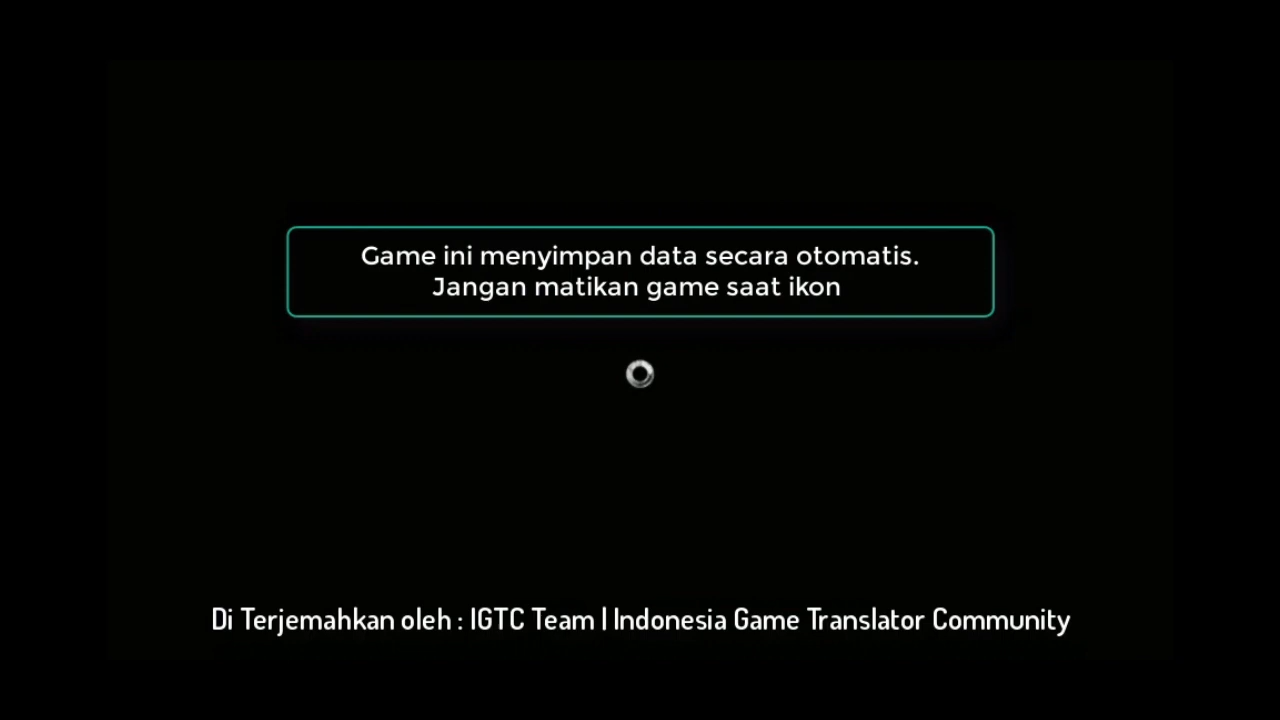 Game ini menyimpan data secara otomatis.
Jangan matikan game saat ikon
Di Terjemahkan oleh : IGTC Team | Indonesia Game Translator Community